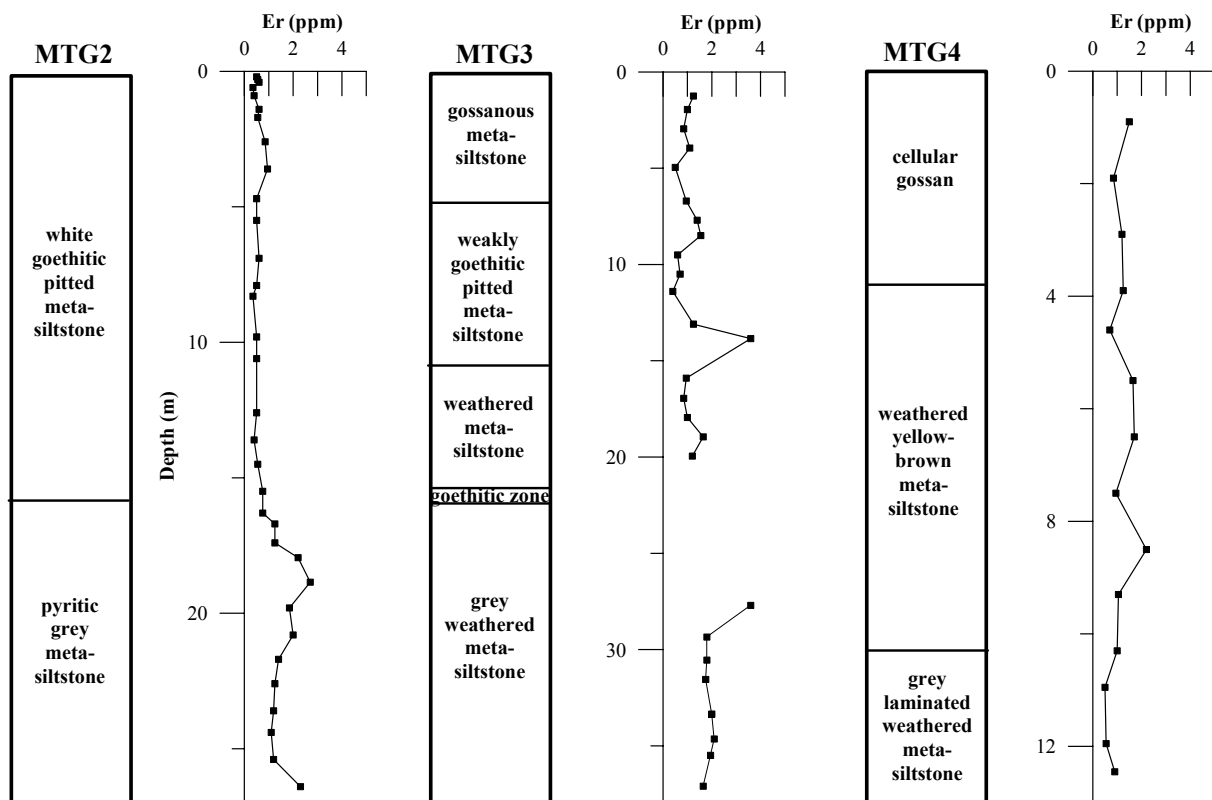 Er (ppm)
MTG2
0 2 4
0
10
20
Depth (m)
white
goethitic
pitted
meta-
siltstone
pyritic
grey
meta-
siltstone
Er (ppm)
MTG3
0 2 4
0
10
20
30
gossanous
meta-
siltstone
weakly
goethitic
pitted
meta-
siltstone
weathered
meta-
siltstone
goethitic zone
grey
weathered
meta-
siltstone
Er (ppm)
MTG4
0 2 4
0
4
8
12
cellular
gossan
weathered
yellow-
brown
meta-
siltstone
grey
laminated
weathered
meta-
siltstone